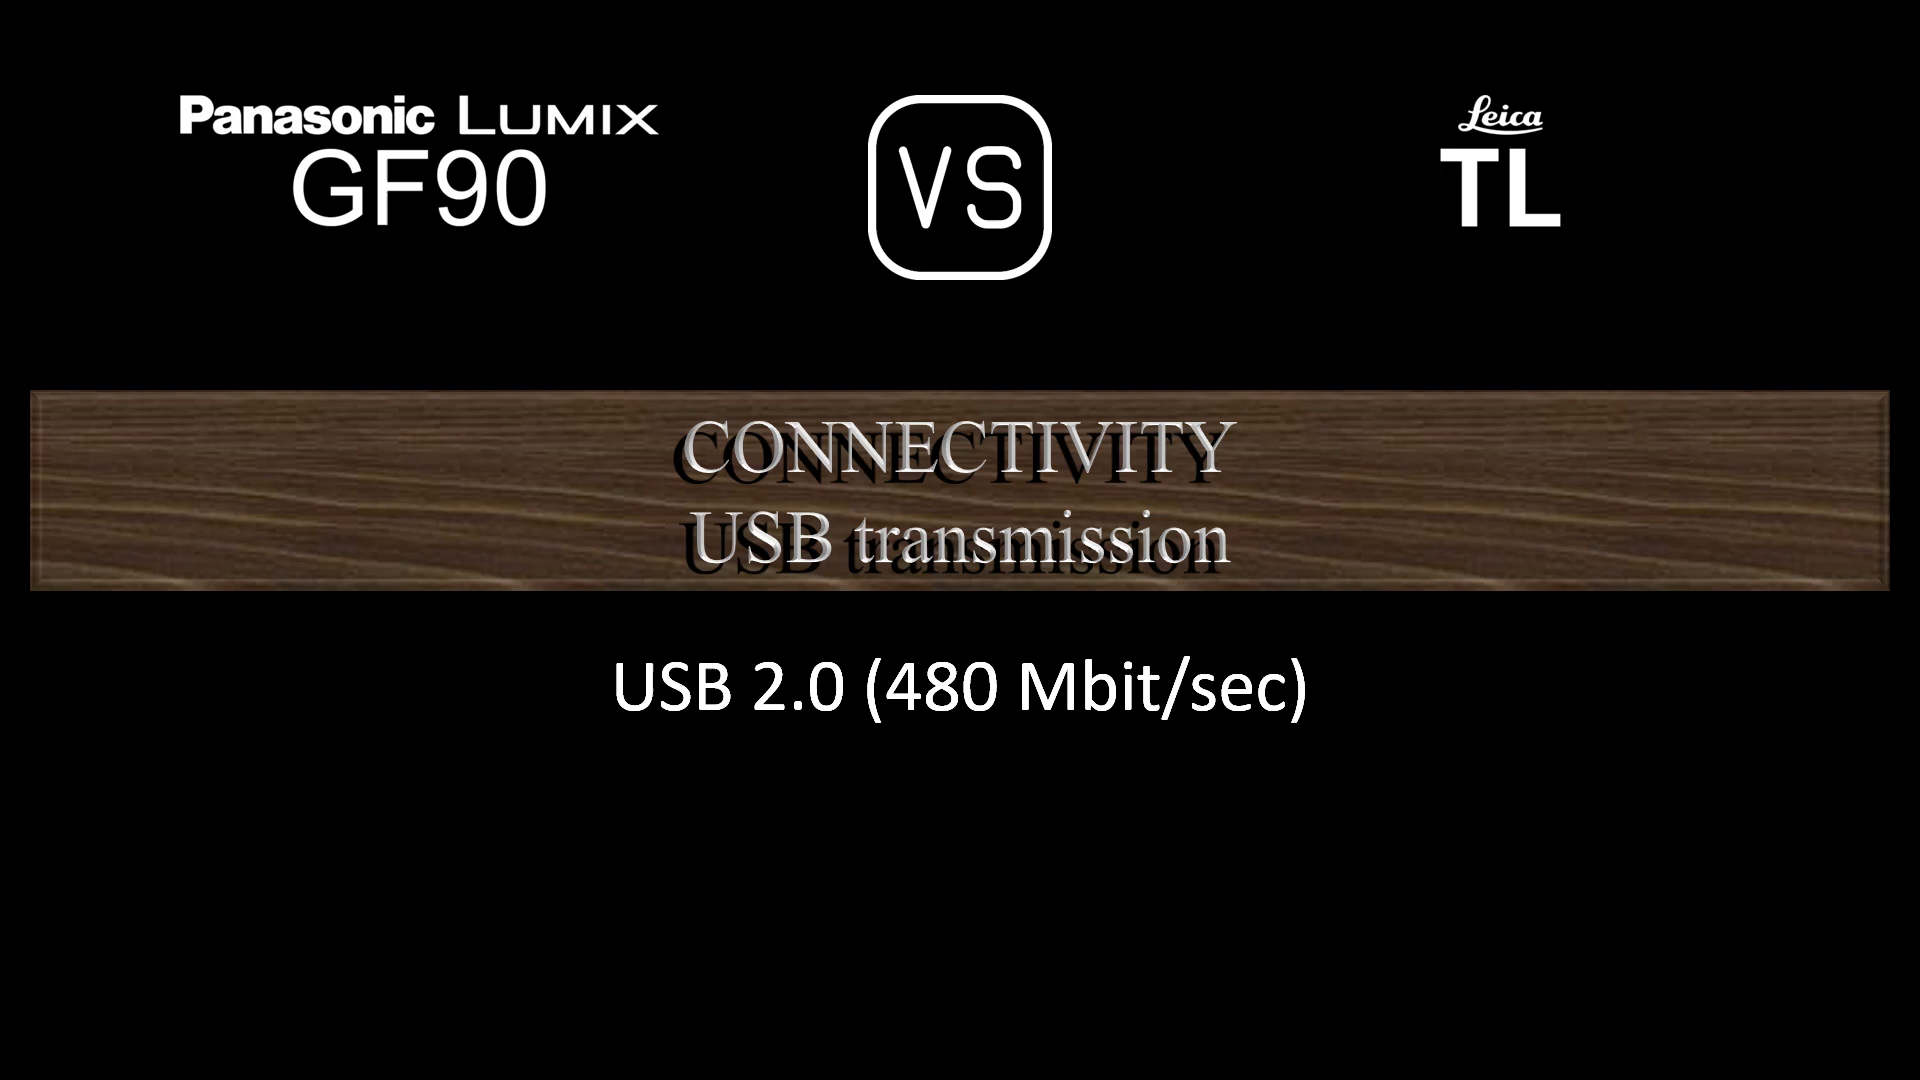 Panasonic LUMIX
GF90
VS
Leica
TL
CONNECTIVITY
USB transmission
USB 2.0 (480 Mbit/sec)